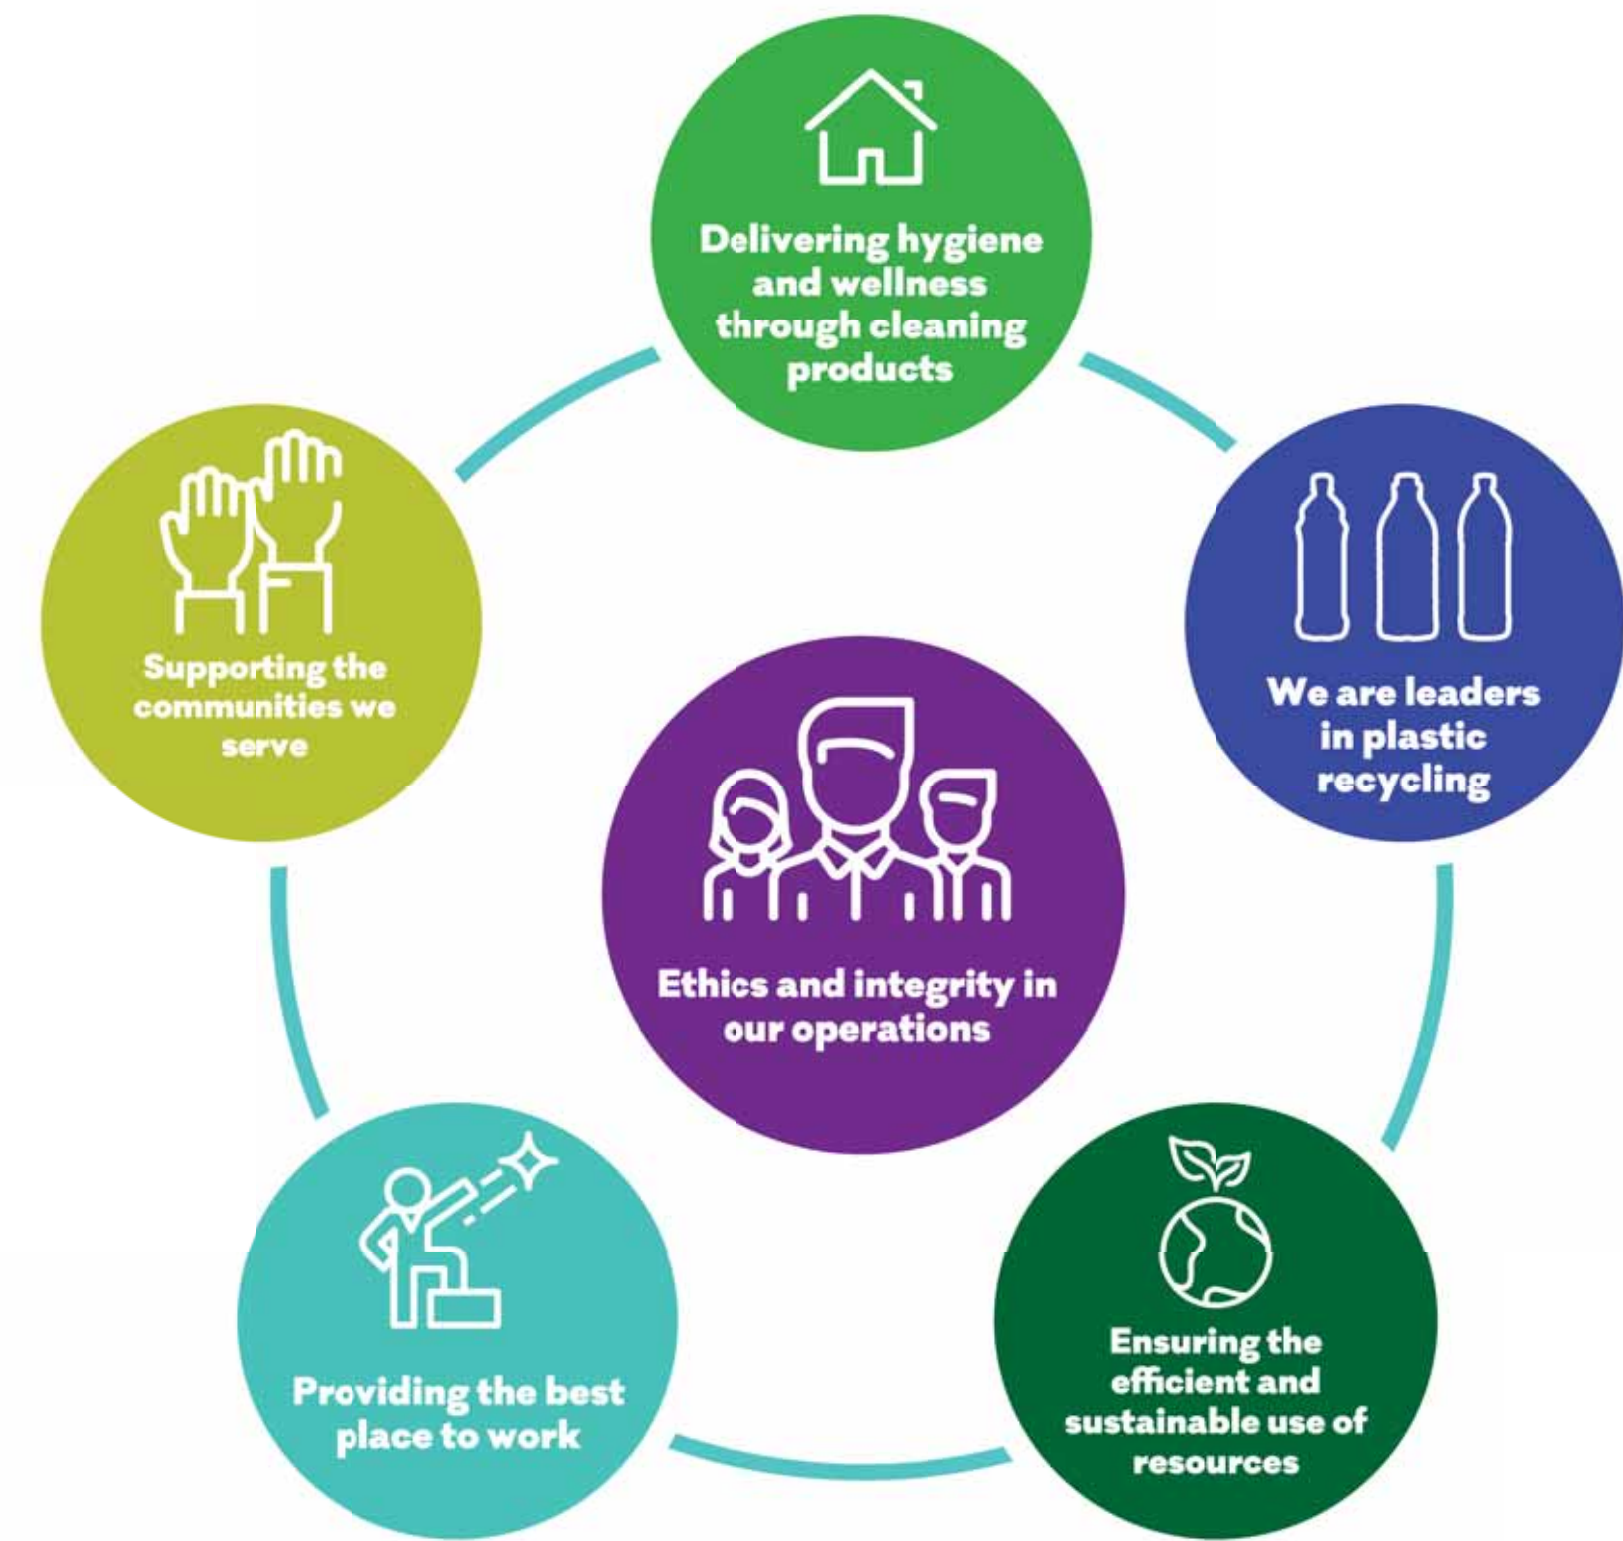 Delivering hygiene
and wellness
through cleaning
products
We are leaders
in plastic
recycling
Ensuring the
efficient and
sustainable use of
resources
Providing the best
place to work
Supporting the
communities we
serve
Ethics and integrity in
our operations